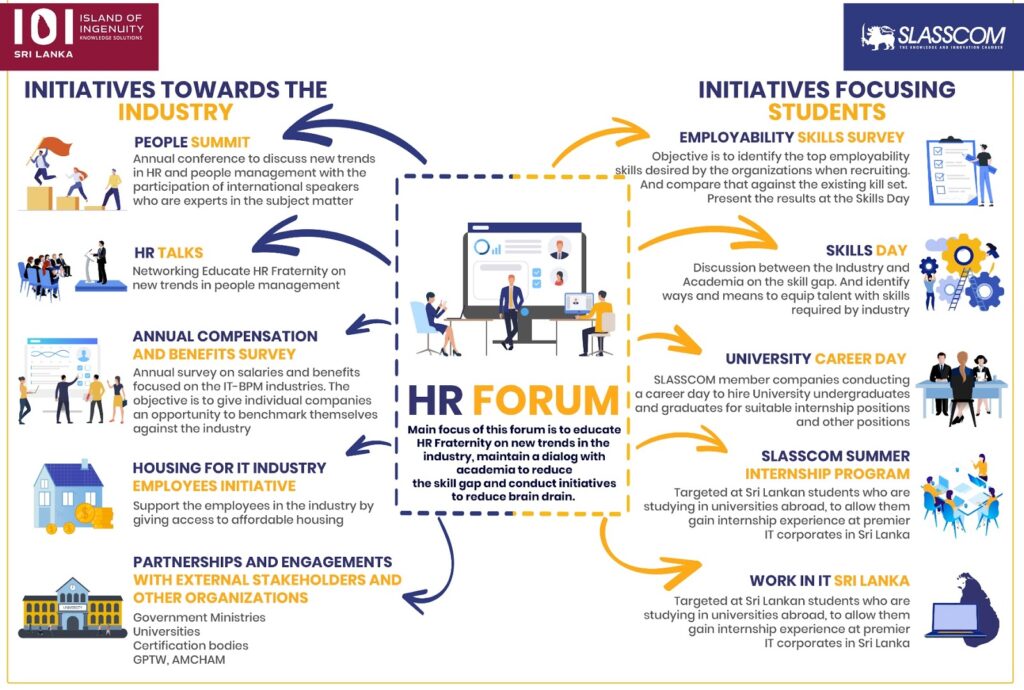 ISLAND OF
INGENUITY
KNOWLEDGE SOLUTIONS
SRI LANKA
SLASSCOM
THE KNOWLEDGE AND INNOVATION CHAMBER
INITIATIVES TOWARDS THE
INDUSTRY
PEOPLE SUMMIT
Annual conference to discuss new trends
in HR and people management with the
participation of international speakers
who are experts in the subject matter
HR TALKS
Networking Educate HR Fraternity on
new trends in people management
ANNUAL COMPENSATION
AND BENEFITS SURVEY
Annual survey on salaries and benefits
focused on the IT-BPM industries. The
objective is to give individual companies
an opportunity to benchmark themselves
against the industry
HOUSING FOR IT INDUSTRY
EMPLOYEES INITIATIVE
Support the employees in the industry by
giving access to affordable housing
PARTNERSHIPS AND ENGAGEMENTS
WITH EXTERNAL STAKEHOLDERS AND
OTHER ORGANIZATIONS
Government Ministries
Universities
Certification bodies
GPTW, AMCHAM
UNIVERSITY
HR FORUM
Main focus of this forum is to educate
HR Fraternity on new trends in the
industry, maintain a dialog with
academia to reduce
the skill gap and conduct initiatives
to reduce brain drain.
INITIATIVES FOCUSING
STUDENTS
EMPLOYABILITY SKILLS SURVEY
Objective is to identify the top employability
skills desired by the organizations when recruiting.
And compare that against the existing kill set.
Present the results at the Skills Day
SKILLS DAY
Discussion between the Industry and
Academia on the skill gap. And identify
ways and means to equip talent with skills
required by industry
UNIVERSITY CAREER DAY
SLASSCOM member companies conducting
a career day to hire University undergraduates
and graduates for suitable internship positions
and other positions
SLASSCOM SUMMER
INTERNSHIP PROGRAM
Targeted at Sri Lankan students who are
studying in universities abroad, to allow them
gain internship experience at premier
IT corporates in Sri Lanka
WORK IN IT SRI LANKA
Targeted at Sri Lankan students who are
studying in universities abroad, to allow them
gain internship experience at premier
IT corporates in Sri Lanka